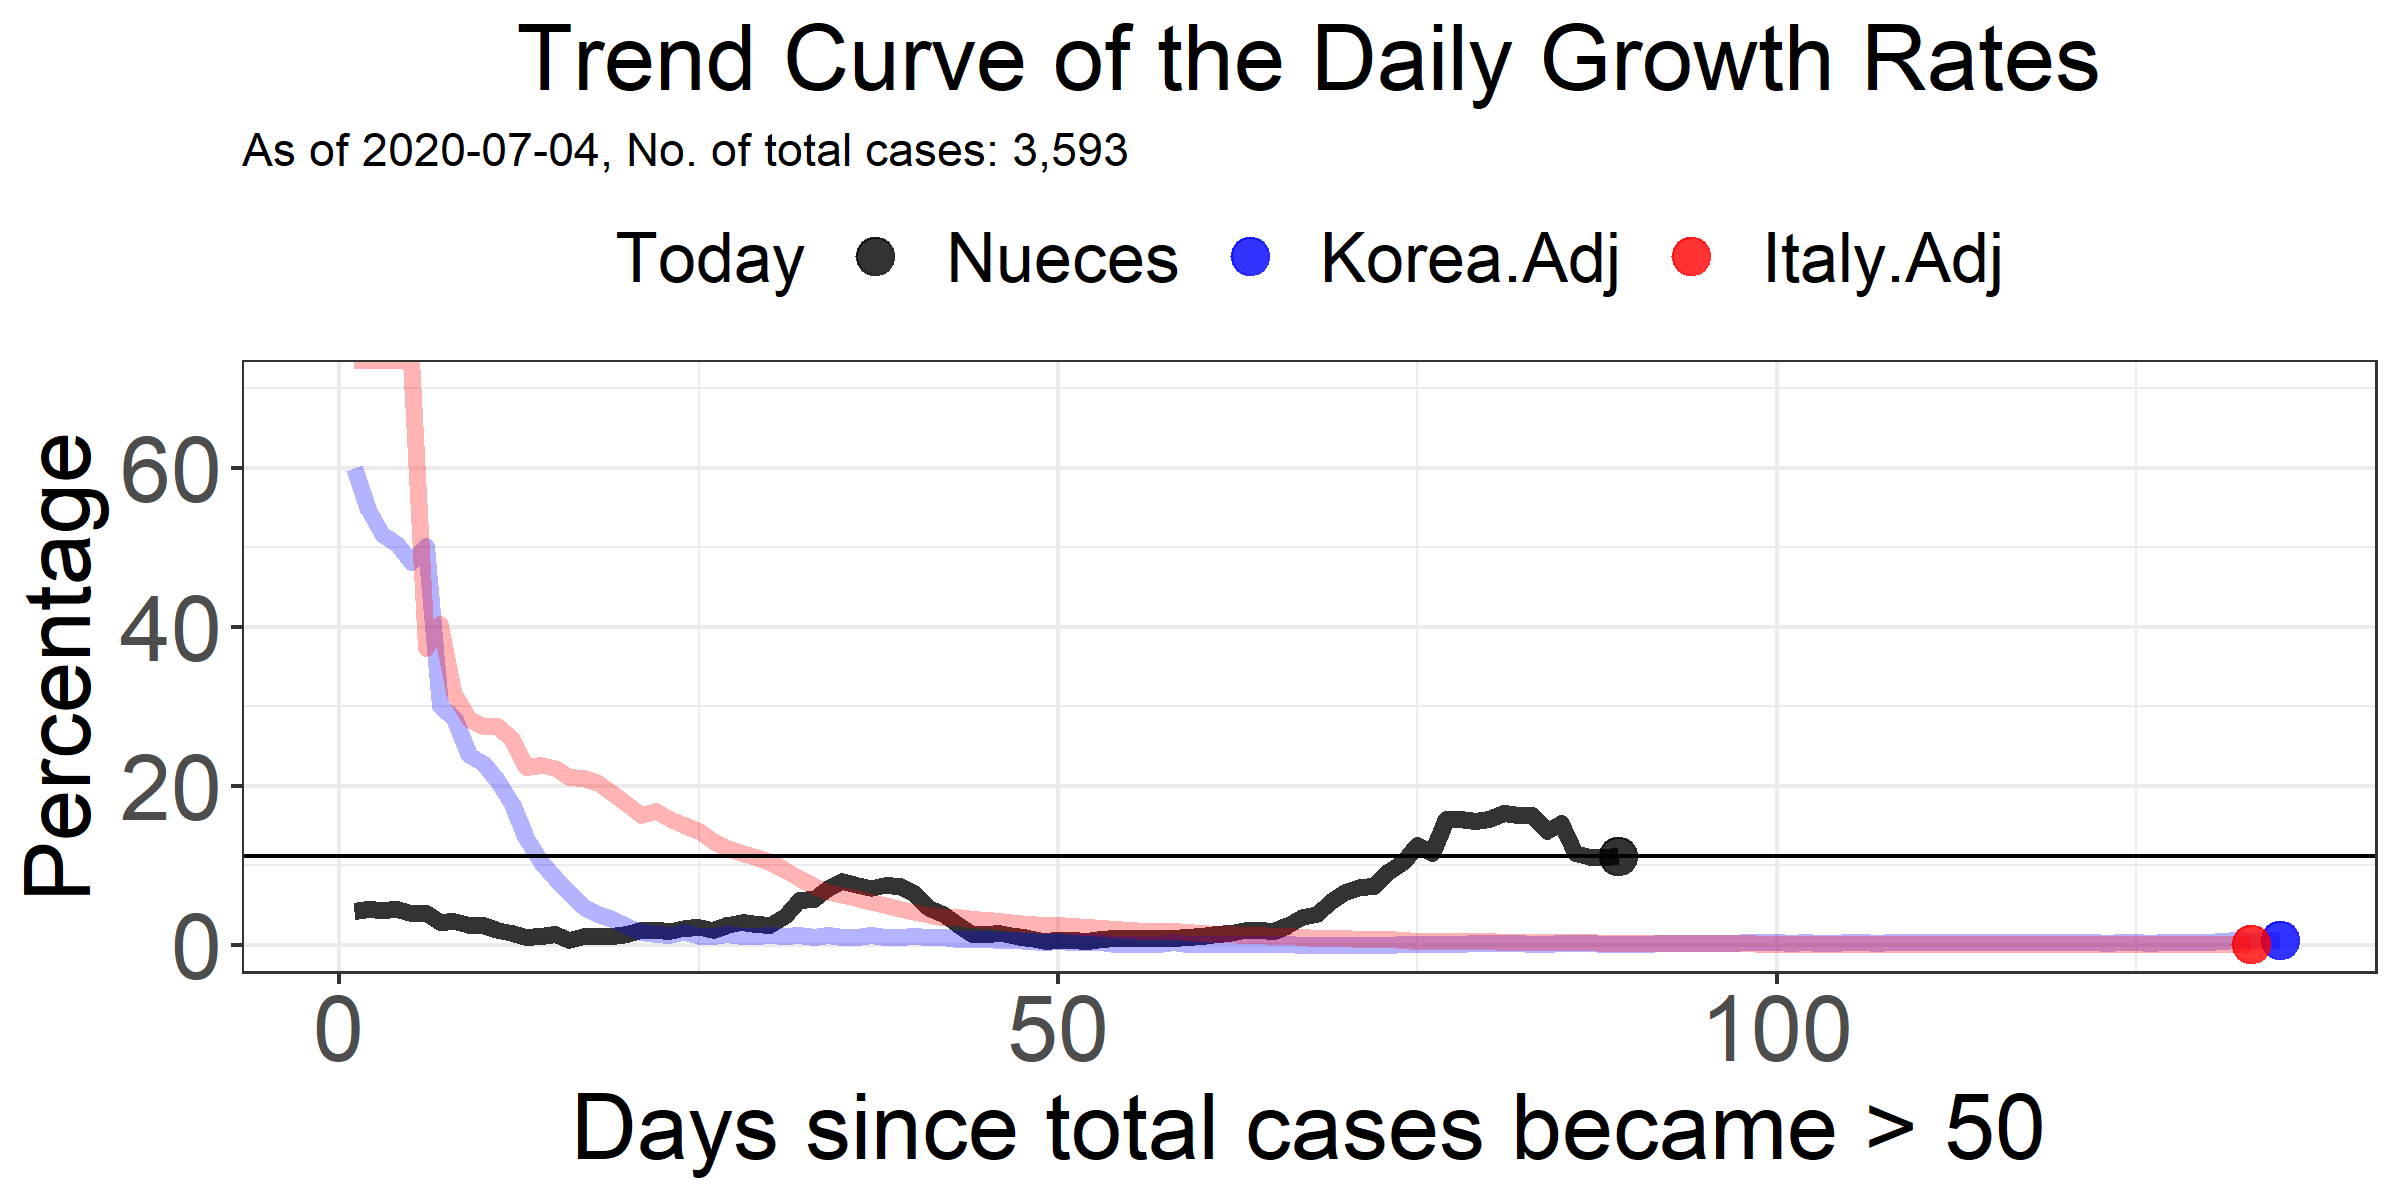 Trend Curve of the Daily Growth Rates
As of 2020-07-04, No. of total cases: 3,593
Today Nueces Korea.Adj Italy.Adj
Percentage
60
40
20
0
0 50 100
Days since total cases became > 50